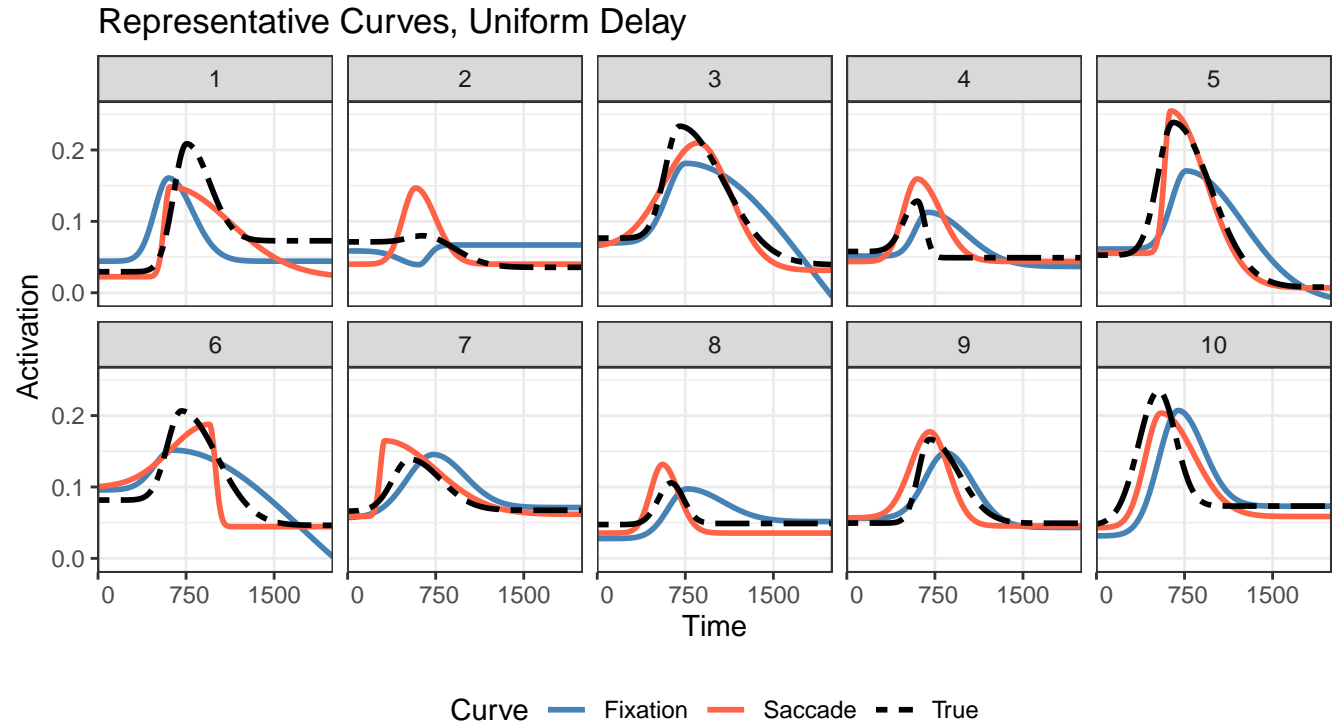 Representative Curves, Uniform Delay
1 2 3 4 5
0.2
0.1
0.0
Activation
6 7 8 9 10
0.2
0.1
0.0
0 750 1500 0 750 1500 0 750 1500 0 750 1500 0 750 1500
Time
Curve Fixation Saccade True